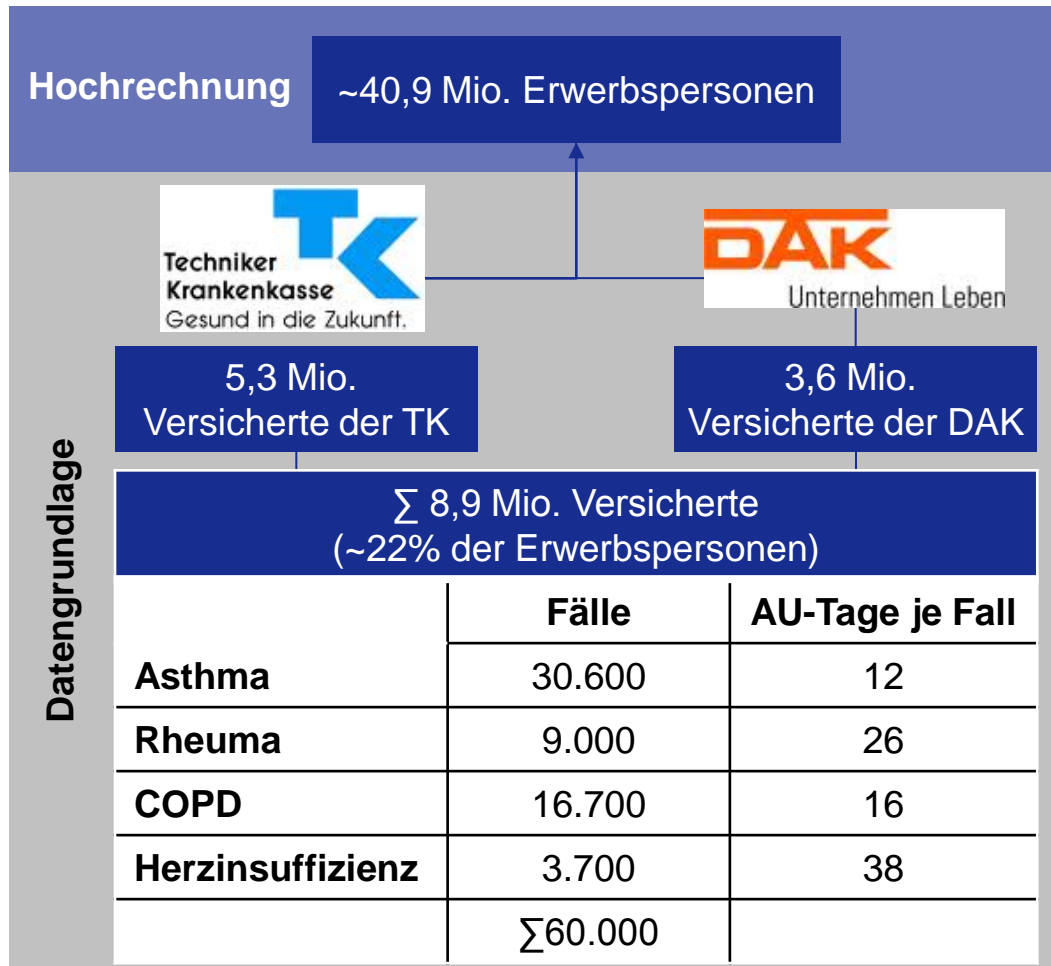 Hochrechnung
~40,9 Mio. Erwerbspersonen
TK
Techniker
Krankenkasse
Gesund in die Zukunft.
DAK
Unternehmen Leben
5,3 Mio.
Versicherte der TK
3,6 Mio.
Versicherte der DAK
Datengrundlage
∑ 8,9 Mio. Versicherte
(~22% der Erwerbspersonen)
Fälle AU-Tage je Fall
Asthma 30.600 12
Rheuma 9.000 26
COPD 16.700 16
Herzinsuffizienz 3.700 38
∑60.000